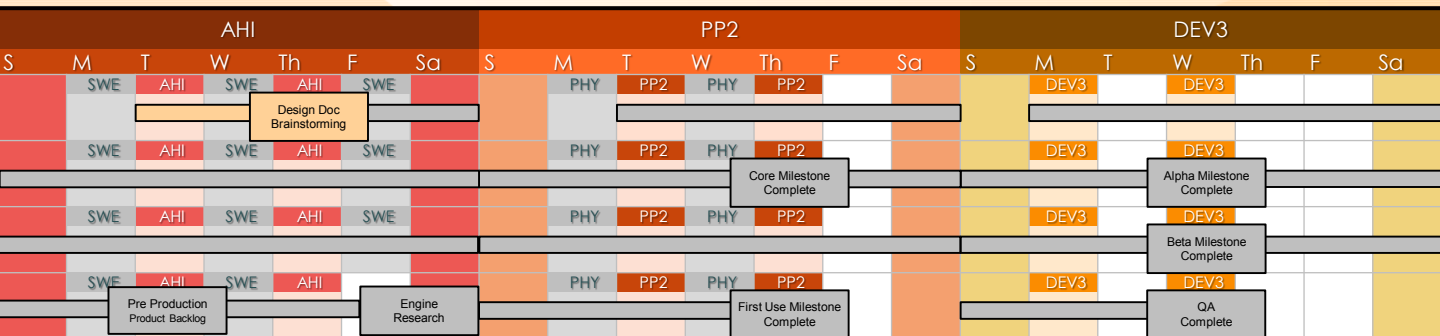 AHI PP2 DEV3
S M T W Th F Sa S M T W Th F Sa S M T W Th F Sa
SWE AHI SWE AHI SWE PHY PP2 PHY PP2 DEV3 DEV3
Design Doc
Brainstorming
SWE AHI SWE AHI SWE PHY PP2 PHY PP2 DEV3 DEV3
Core Milestone
Complete
Alpha Milestone
Complete
SWE AHI SWE AHI SWE PHY PP2 PHY PP2 DEV3 DEV3
Beta Milestone
Complete
SWE AHI SWE AHI PHY PP2 PHY PP2 DEV3 DEV3
Pre Production
Product Backlog
Engine
Research
First Use Milestone
Complete
QA
Complete